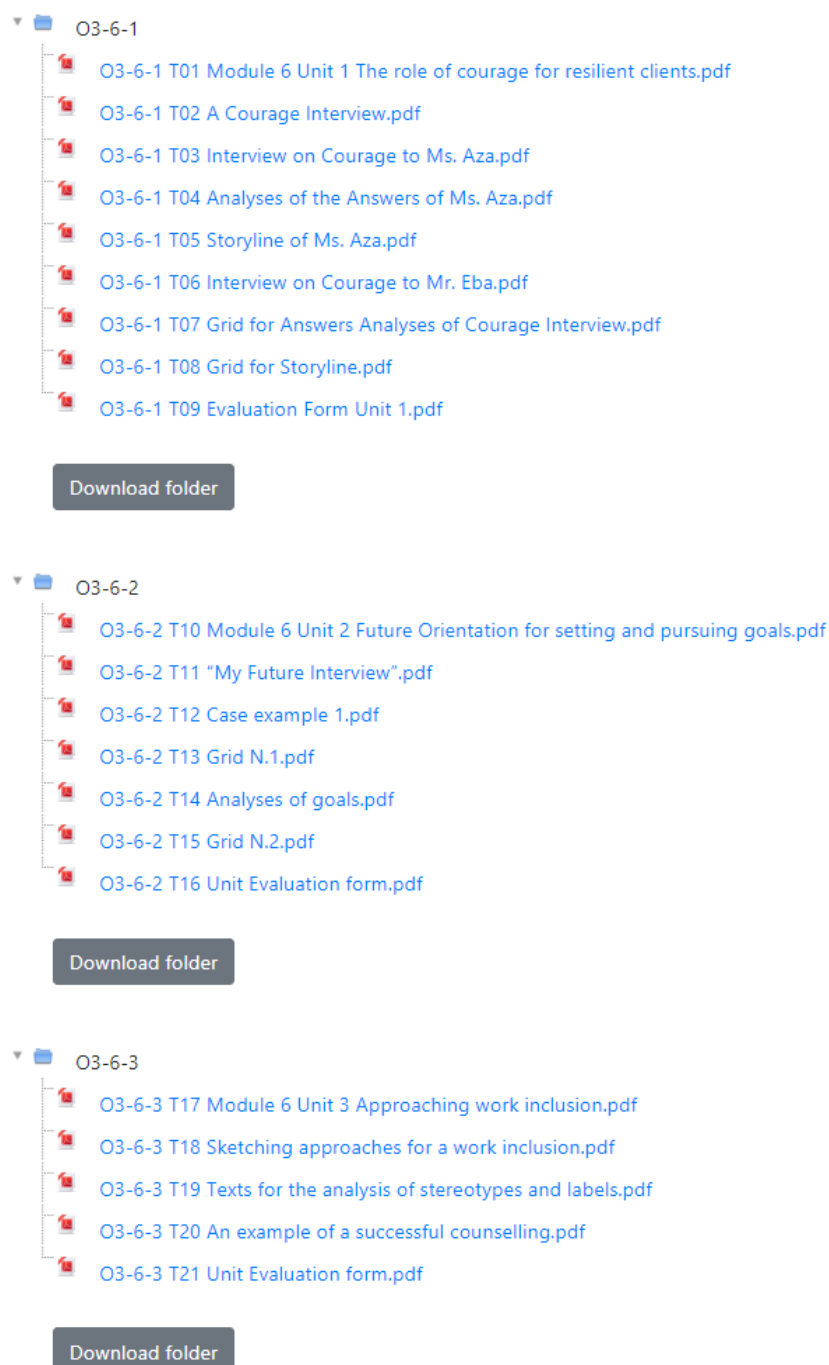 O3-6-1
O3-6-1 T01 Module 6 Unit 1 The role of courage for resilient clients.pdf
O3-6-1 T02 A Courage Interview.pdf
O3-6-1 T03 Interview on Courage to Ms. Aza.pdf
O3-6-1 T04 Analyses of the Answers of Ms. Aza.pdf
O3-6-1 T05 Storyline of Ms. Aza.pdf
O3-6-1 T06 Interview on Courage to Mr. Eba.pdf
O3-6-1 T07 Grid for Answers Analyses of Courage Interview.pdf
O3-6-1 T08 Grid for Storyline.pdf
O3-6-1 T09 Evaluation Form Unit 1.pdf
Download folder
O3-6-2
O3-6-2 T10 Module 6 Unit 2 Future Orientation for setting and pursuing goals.pdf
O3-6-2 T11 “My Future Interview”.pdf
O3-6-2 T12 Case example 1.pdf
O3-6-2 T13 Grid N.1.pdf
O3-6-2 T14 Analyses of goals.pdf
O3-6-2 T15 Grid N.2.pdf
O3-6-2 T16 Unit Evaluation form.pdf
Download folder
O3-6-3
O3-6-3 T17 Module 6 Unit 3 Approaching work inclusion.pdf
O3-6-3 T18 Sketching approaches for a work inclusion.pdf
O3-6-3 T19 Texts for the analysis of stereotypes and labels.pdf
O3-6-3 T20 An example of a successful counselling.pdf
O3-6-3 T21 Unit Evaluation form.pdf
Download folder